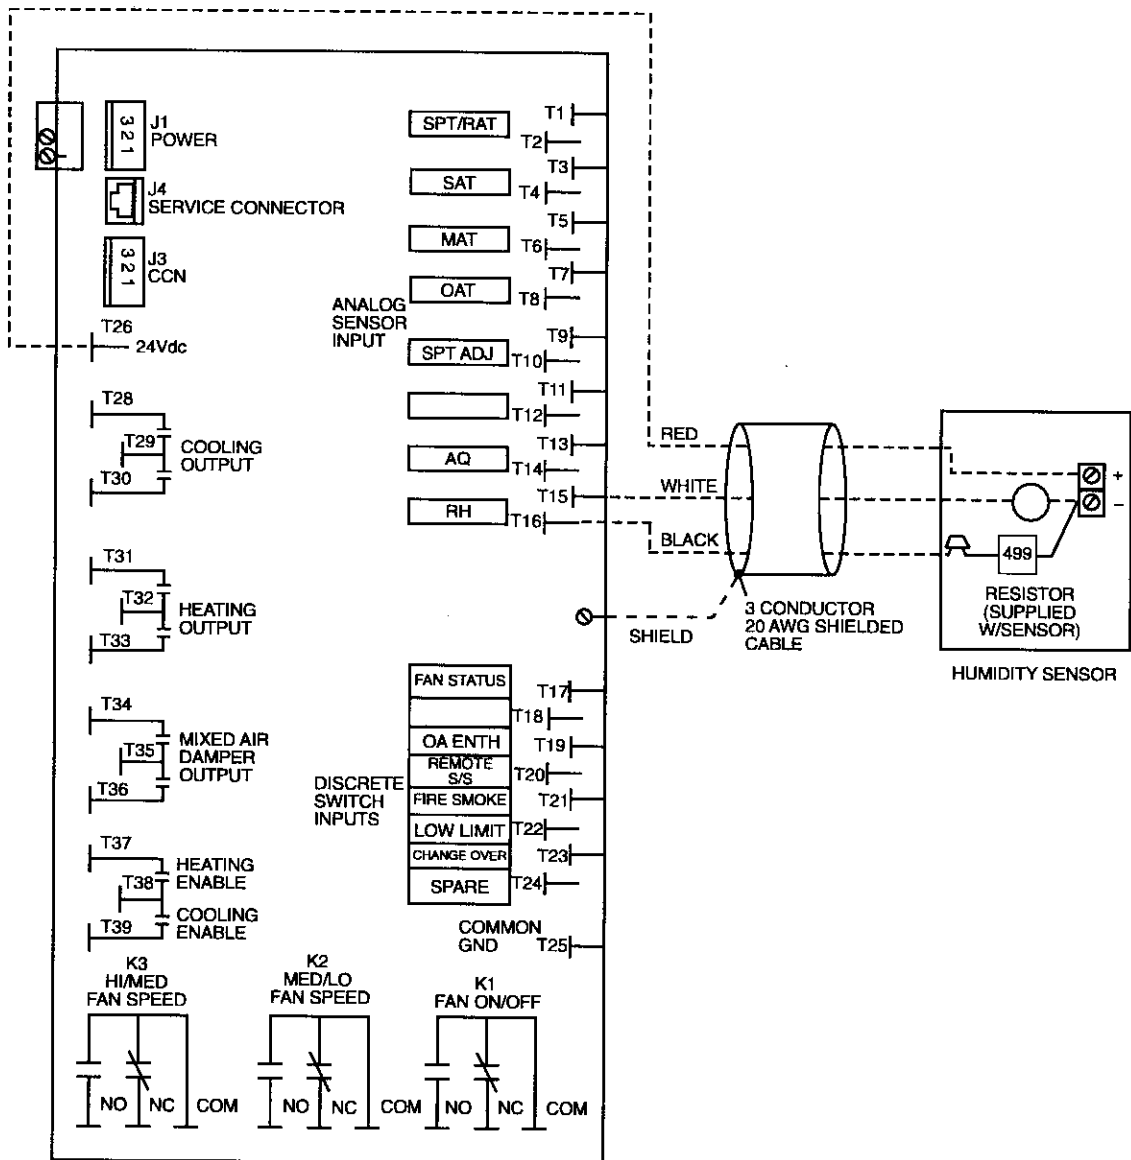 J1
POWER
3 2 1
J4
SERVICE CONNECTOR
J3
CCN
3 2 1
T26
24Vdc
T28
T29
T30
COOLING
OUTPUT
T31
T32
T33
HEATING
OUTPUT
T34
T35
T36
MIXED AIR
DAMPER
OUTPUT
T37
HEATING
ENABLE
T38
COOLING
ENABLE
T39
ANALOG
SENSOR
INPUT
SPT/RAT
T1
T2
SAT
T3
T4
MAT
T5
T6
OAT
T7
T8
SPT ADJ
T9
T10
T11
T12
AQ
T13
T14
RH
T15
T16
RED
WHITE
BLACK
SHIELD
3 CONDUCTOR
20 AWG SHIELDED
CABLE
+
–
499
RESISTOR
(SUPPLIED
W/SENSOR)
HUMIDITY SENSOR
DISCRETE
SWITCH
INPUTS
FAN STATUS
T17
T18
OA ENTH
T19
REMOTE
S/S
T20
FIRE SMOKE
T21
LOW LIMIT
T22
CHANGE OVER
T23
SPARE
T24
COMMON
GND
T25
K3
HI/MED
FAN SPEED
NO NC COM
K2
MED/LO
FAN SPEED
NO NC COM
K1
FAN ON/OFF
NO NC COM